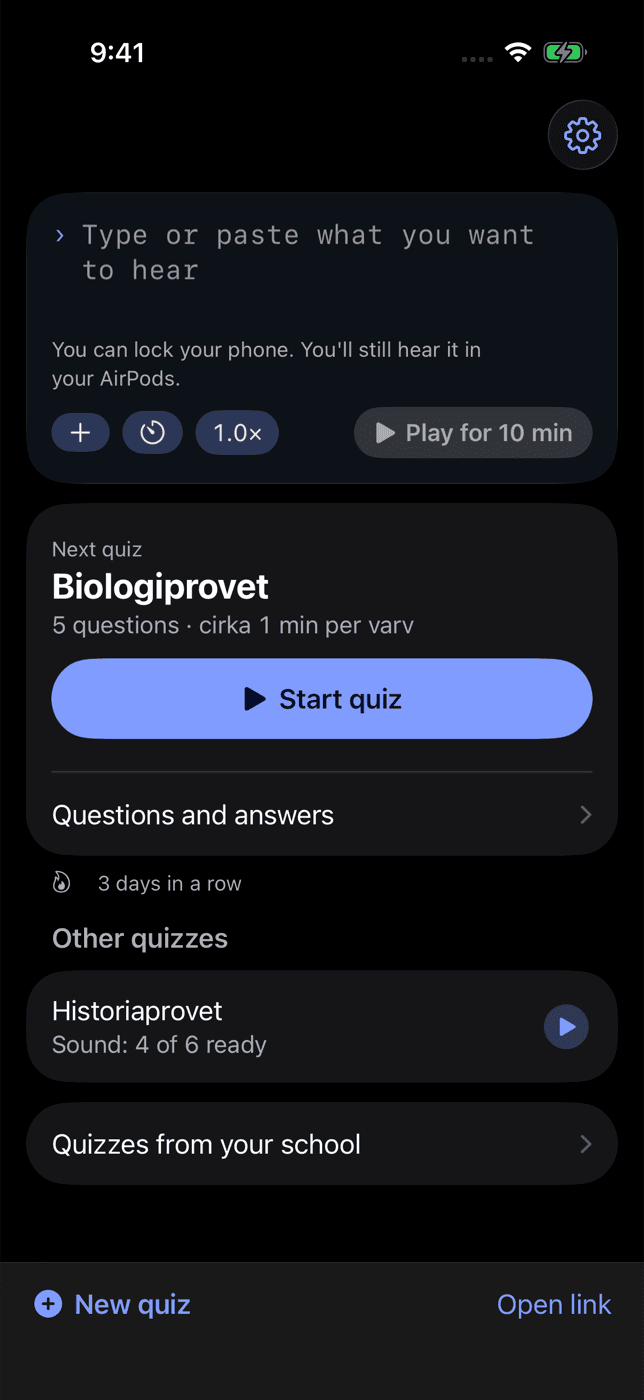 9:41
› Type or paste what you want
to hear
You can lock your phone. You'll still hear it in
your AirPods.
1.0×
Play for 10 min
Next quiz
Biologiprovet
5 questions · cirka 1 min per varv
Start quiz
Questions and answers
3 days in a row
Other quizzes
Historiaprovet
Sound: 4 of 6 ready
Quizzes from your school
New quiz
Open link